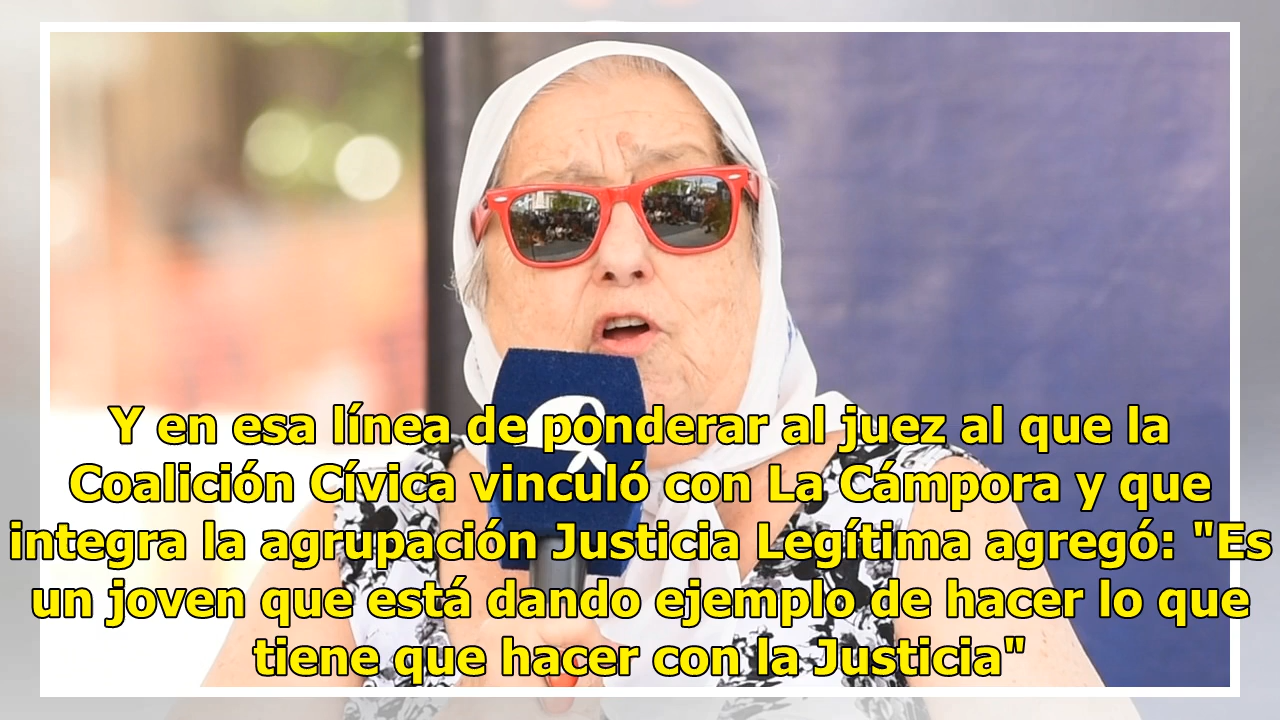 Y en esa línea de ponderar al juez al que la
Coalición Cívica vinculó con La Cámpora y que
integra la agrupación Justicia Legítima agregó: "Es
un joven que está dando ejemplo de hacer lo que
tiene que hacer con la Justicia"